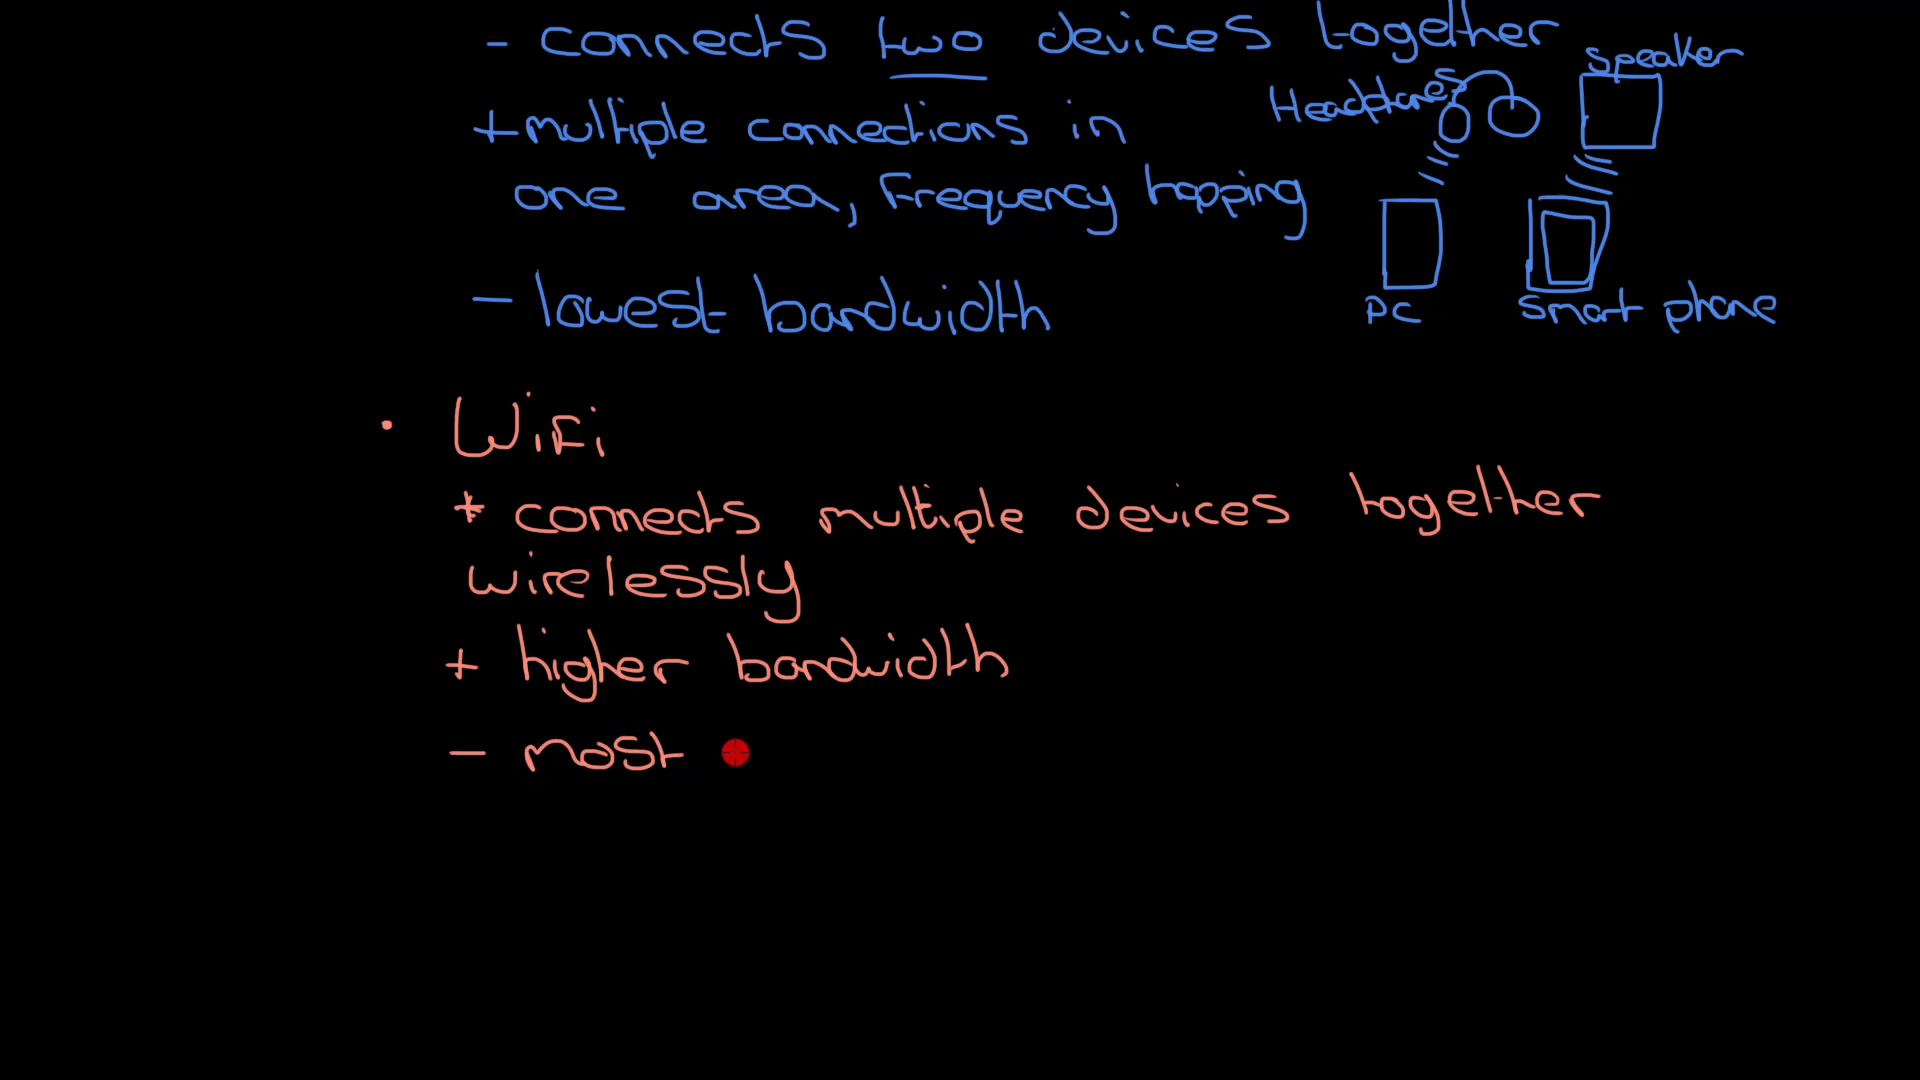 - connects two devices together
speaker
Headphones
+multiple connections in
one area, Frequency hopping
- lowest bandwidth
PC
smart phone
• WiFi
* connects multiple devices together
wirelessly
+ higher bandwidth
- most